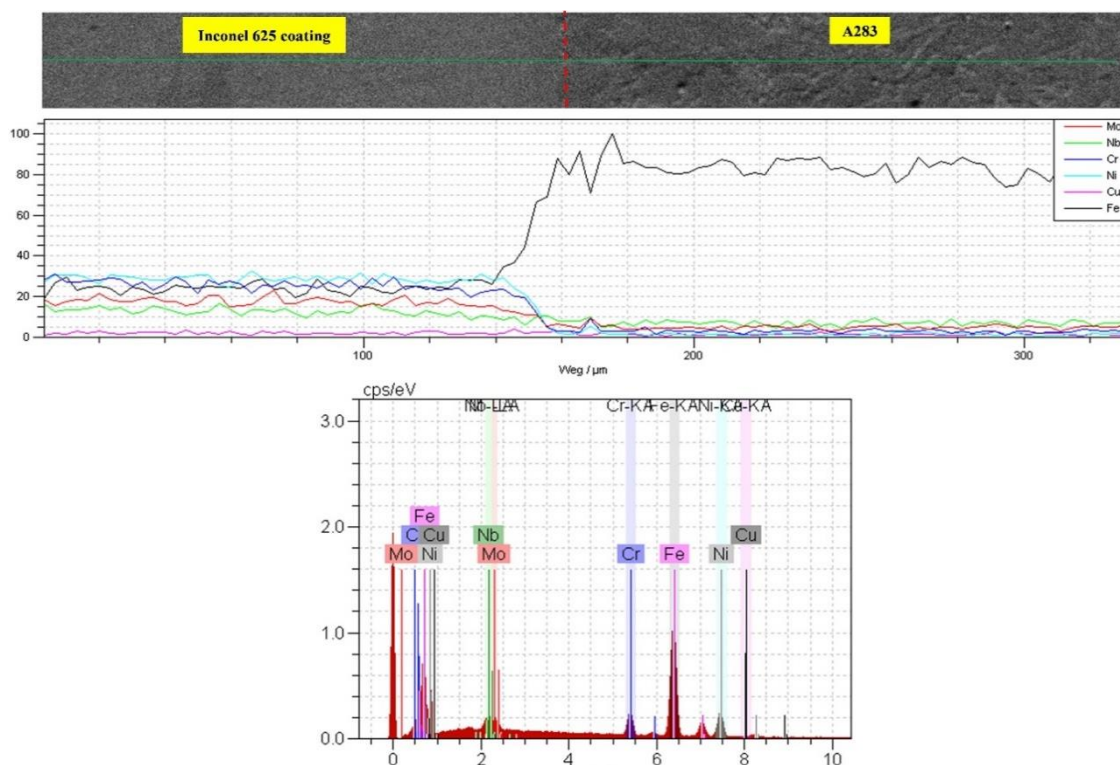 Inconel 625 coating A283
100
80
60
40
20
0
Mo
Nb
Cr
Ni
Cu
Fe
100 200 300
Weg / µm
cps/eV
Cr-KA Fe-KA
3.0
2.0
1.0
0.0
Fe
C Cu Nb Cu
Mo Ni Mo Cr Fe Ni
0 2 4 6 8 10